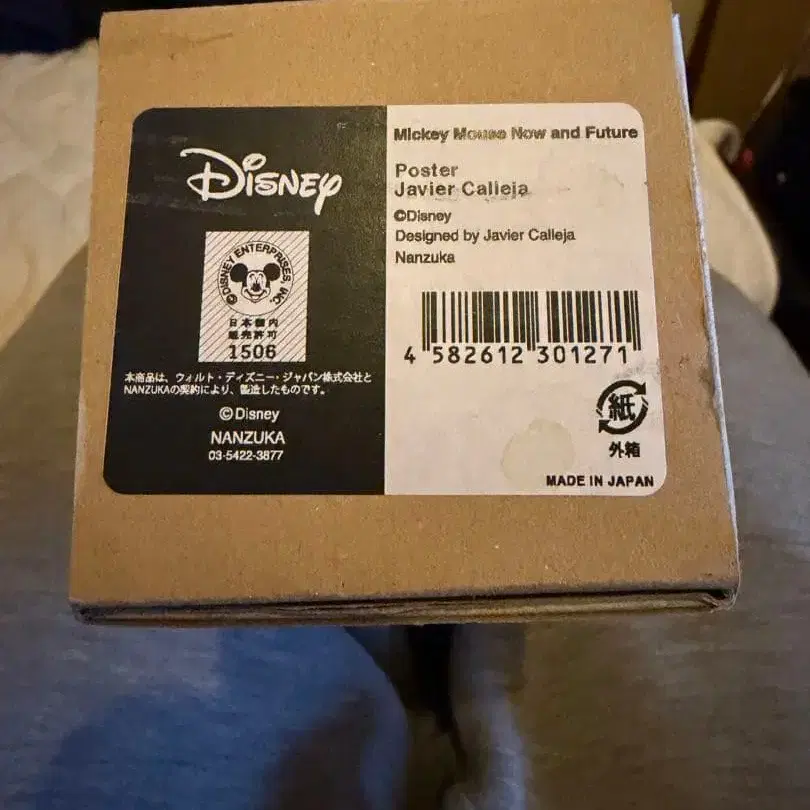 Disney
©DISNEY ENTERPRISES, INC.
日本国内
販売許可
1506
本商品は、ウォルト・ディズニー・ジャパン株式会社と
NANZUKAの契約により、製造したものです。
©Disney
NANZUKA
03-5422-3877
Mickey Mouse Now and Future
Poster
Javier Calleja
©Disney
Designed by Javier Calleja
Nanzuka
4 582612 301271
紙
外箱
MADE IN JAPAN